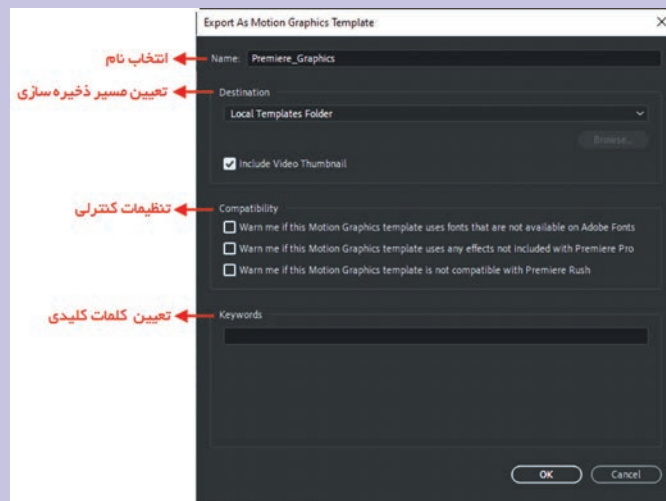 Export As Motion Graphics Template
انتخاب نام
Name: Premiere_Graphics
تعیین مسیر ذخیره سازی
Destination
Local Templates Folder
Browse...
Include Video Thumbnail
تنظیمات کنترلی
Compatibility
Warn me if this Motion Graphics template uses fonts that are not available on Adobe Fonts
Warn me if this Motion Graphics template uses any effects not included with Premiere Pro
Warn me if this Motion Graphics template is not compatible with Premiere Rush
تعیین کلمات کلیدی
Keywords
OK
Cancel